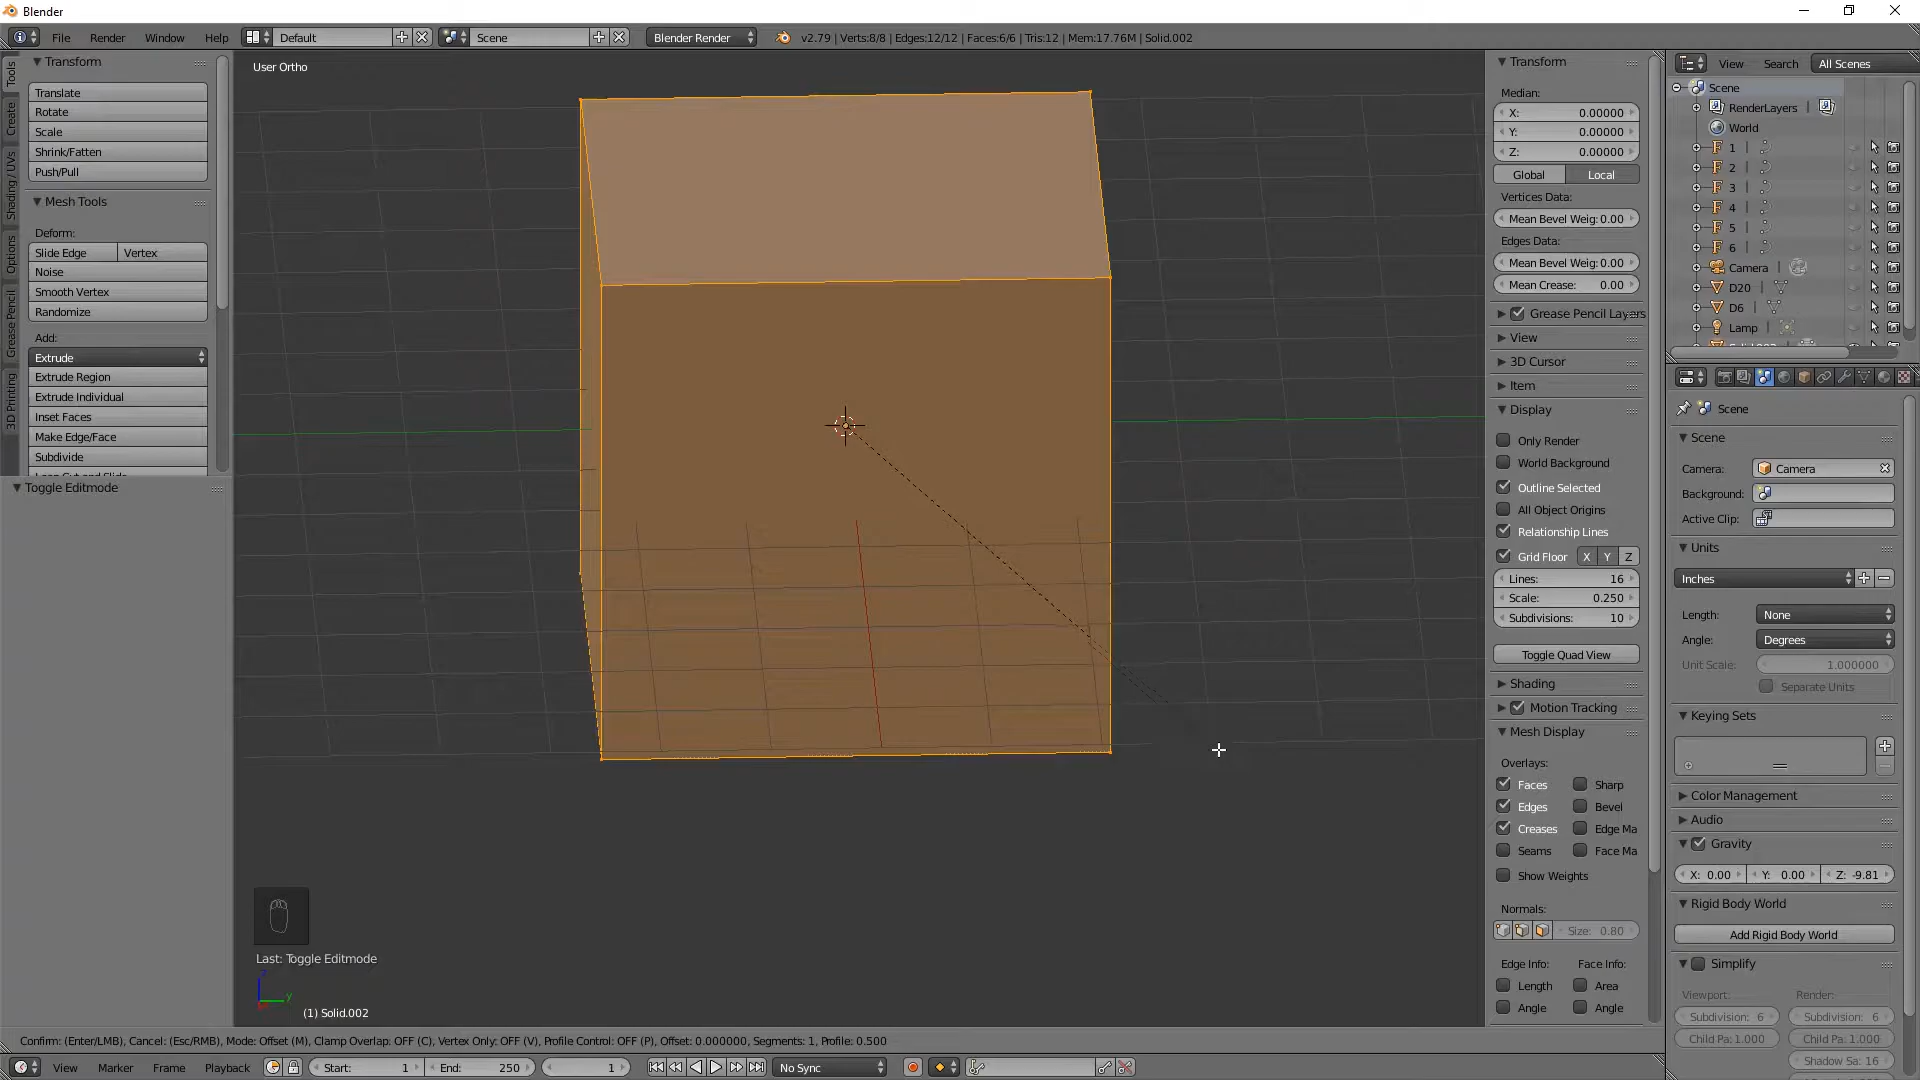 Blender
File
Render
Window
Help
Default
Scene
Blender Render
v2.79 | Verts:8/8 | Edges:12/12 | Faces:6/6 | Tris:12 | Mem:17.76M | Solid.002
Tools
Create
Shading / UVs
Options
Grease Pencil
3D Printing
Transform
Translate
Rotate
Scale
Shrink/Fatten
Push/Pull
Mesh Tools
Deform:
Slide Edge
Vertex
Noise
Smooth Vertex
Randomize
Add:
Extrude
Extrude Region
Extrude Individual
Inset Faces
Make Edge/Face
Subdivide
Toggle Editmode
User Ortho
Last: Toggle Editmode
z
y
(1) Solid.002
Transform
Median:
X: 0.00000
Y: 0.00000
Z: 0.00000
Global
Local
Vertices Data:
Mean Bevel Weig: 0.00
Edges Data:
Mean Bevel Weig: 0.00
Mean Crease: 0.00
Grease Pencil Layers
View
3D Cursor
Item
Display
Only Render
World Background
Outline Selected
All Object Origins
Relationship Lines
Grid Floor
X
Y
Z
Lines: 16
Scale: 0.250
Subdivisions: 10
Toggle Quad View
Shading
Motion Tracking
Mesh Display
Overlays:
Faces
Sharp
Edges
Bevel
Creases
Edge Ma
Seams
Face Ma
Show Weights
Normals:
Size: 0.80
Edge Info:
Face Info:
Length
Area
Angle
Angle
View
Search
All Scenes
Scene
RenderLayers
World
1
2
3
4
5
6
Camera
D20
D6
Lamp
Scene
Scene
Camera:
Camera
Background:
Active Clip:
Units
Inches
Length:
None
Angle:
Degrees
Unit Scale:
1.000000
Separate Units
Keying Sets
Color Management
Audio
Gravity
X: 0.00
Y: 0.00
Z: -9.81
Rigid Body World
Add Rigid Body World
Simplify
Viewport:
Render:
Subdivision: 6
Subdivision: 6
Child Pa: 1.000
Child Pa: 1.000
Shadow Sa: 16
Confirm: (Enter/LMB), Cancel: (Esc/RMB), Mode: Offset (M), Clamp Overlap: OFF (C), Vertex Only: OFF (V), Profile Control: OFF (P), Offset: 0.000000, Segments: 1, Profile: 0.500
View
Marker
Frame
Playback
Start: 1
End: 250
1
No Sync